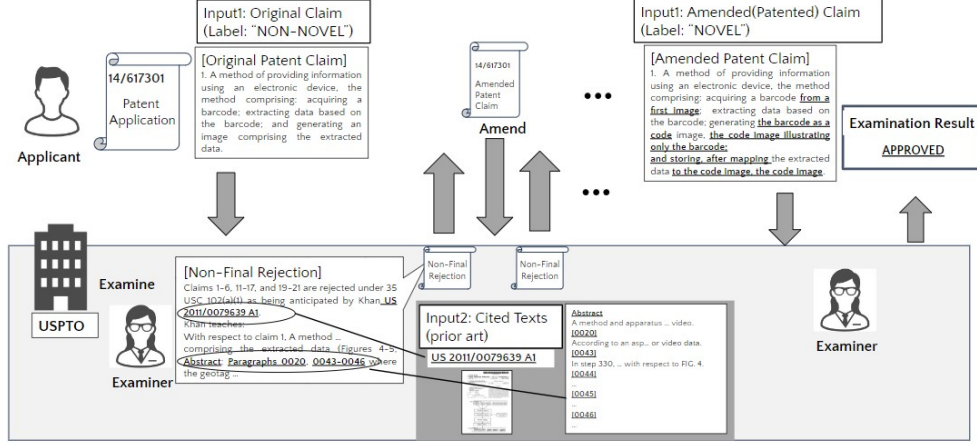 Input1: Original Claim
(Label: "NON-NOVEL")
[Original Patent Claim]
1. A method of providing information
using an electronic device, the
method comprising: acquiring a
barcode; extracting data based on
the barcode; and generating an
image comprising the extracted
data.
14/617301
Patent
Application
Applicant
14/617301
Amended
Patent
Claim
Amend
...
...
Input1: Amended(Patented) Claim
(Label: "NOVEL")
[Amended Patent Claim]
1. A method of providing information
using an electronic device, the method
comprising: acquiring a barcode from a
first image; extracting data based on
the barcode; generating the barcode as a
code image, the code image illustrating
only the barcode;
and storing, after mapping the extracted
data to the code image, the code image.
Examination Result
APPROVED
USPTO
Examine
Examiner
[Non-Final Rejection]
Claims 1-6, 11-17, and 19-21 are rejected under 35
USC 102(a)(1) as being anticipated by Khan US
2011/0079639 A1.
Khan teaches:
With respect to claim 1, A method ...
comprising the extracted data (Figures 4-5,
Abstract, Paragraphs 0020, 0043-0046 where
the geotag ...
Non-Final
Rejection
Non-Final
Rejection
Input2: Cited Texts
(prior art)
US 2011/0079639 A1
Abstract
A method and apparatus ... video.
[0020]
According to an asp... or video data.
[0043]
In step 330, ... with respect to FIG. 4.
[0044]
...
[0045]
...
[0046]
...
Examiner